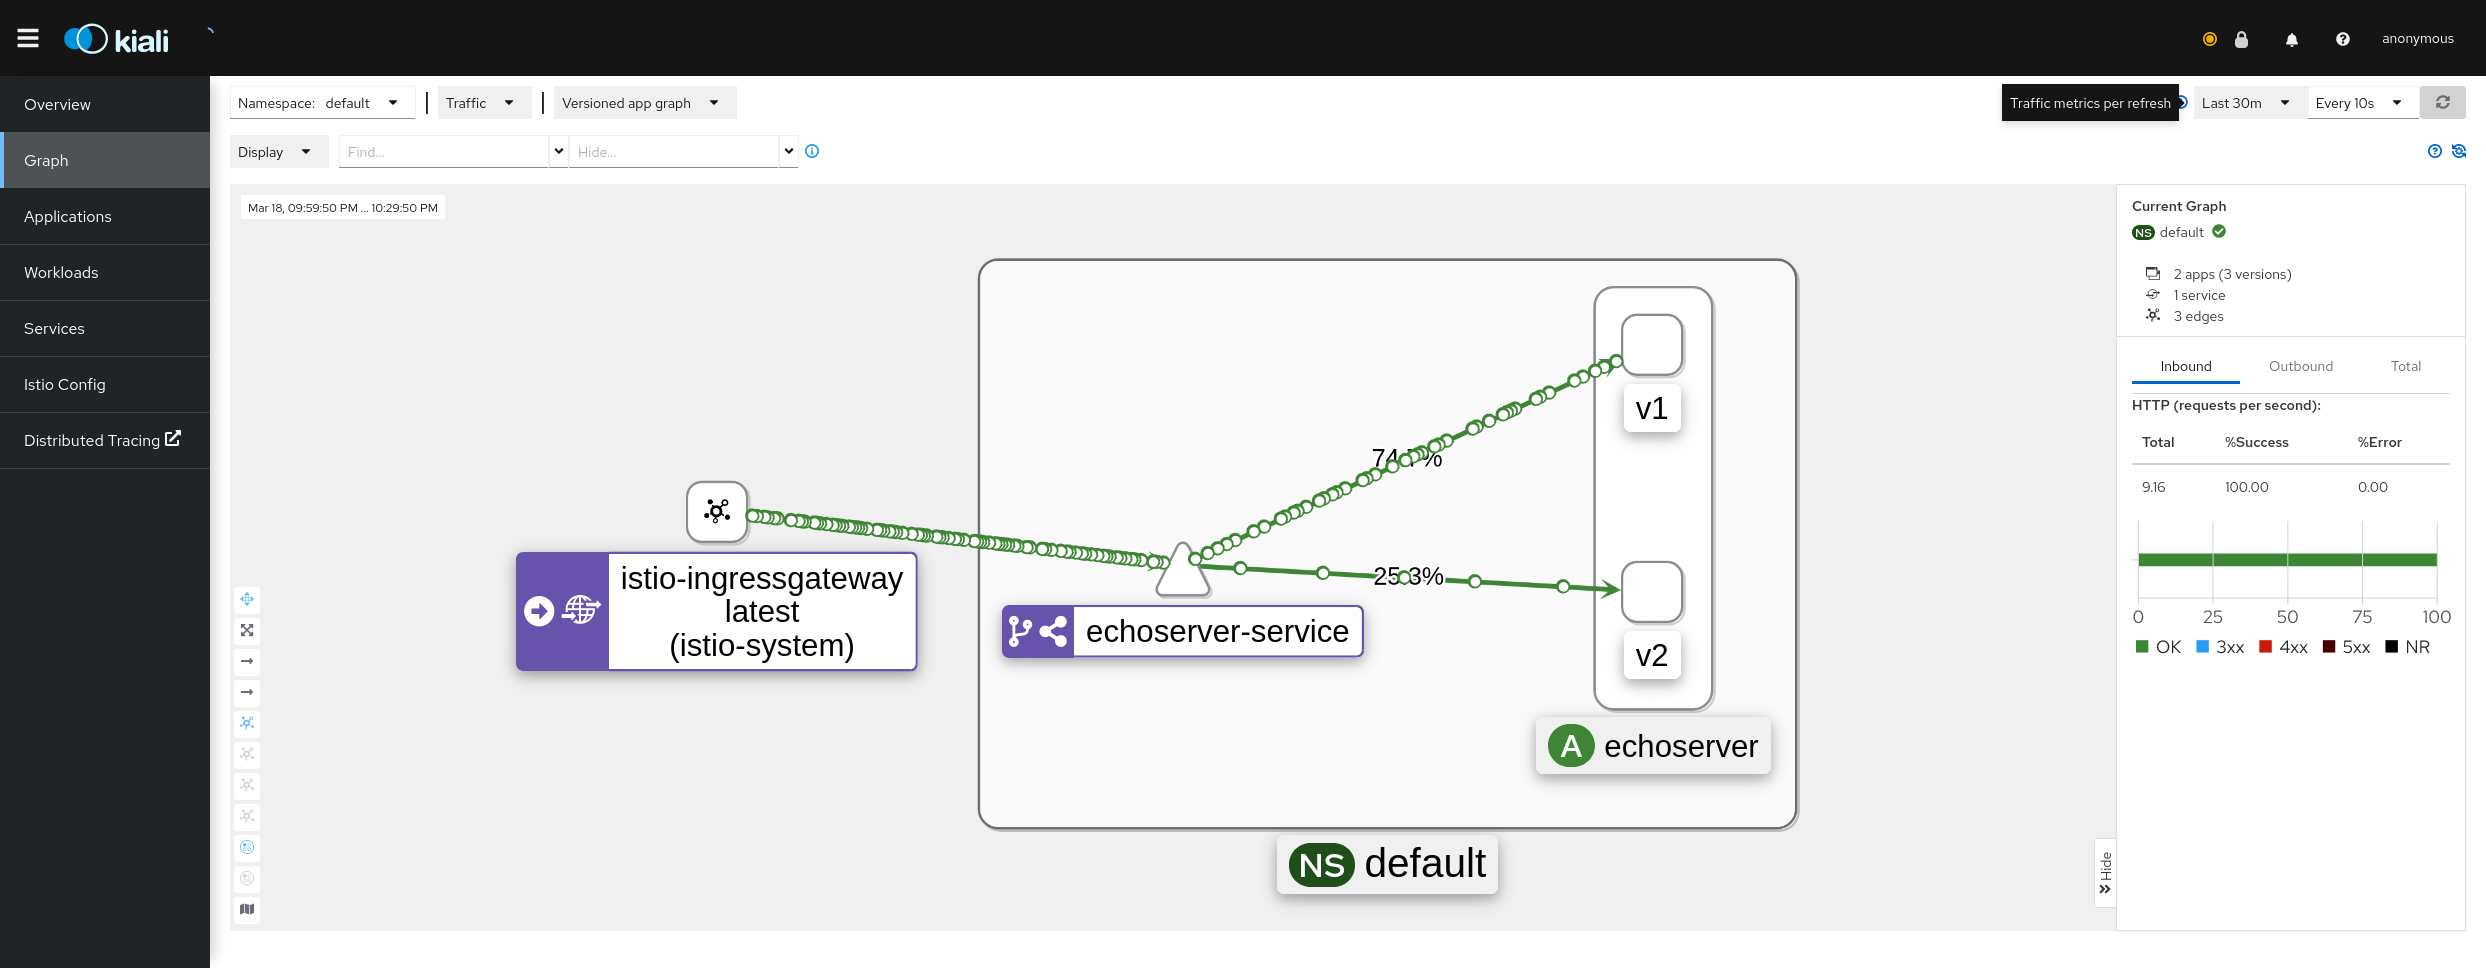 kiali
anonymous
Overview
Graph
Applications
Workloads
Services
Istio Config
Distributed Tracing
Namespace: default
Traffic
Versioned app graph
Traffic metrics per refresh
Last 30m
Every 10s
Display
Find...
Hide...
Mar 18, 09:59:50 PM ... 10:29:50 PM
v1
25.3%
v2
istio-ingressgateway
latest
(istio-system)
echoserver-service
A echoserver
NS default
Hide
Current Graph
NS default
2 apps (3 versions)
1 service
3 edges
Inbound Outbound Total
HTTP (requests per second):
Total %Success %Error
9.16 100.00 0.00
0 25 50 75 100
OK 3xx 4xx 5xx NR